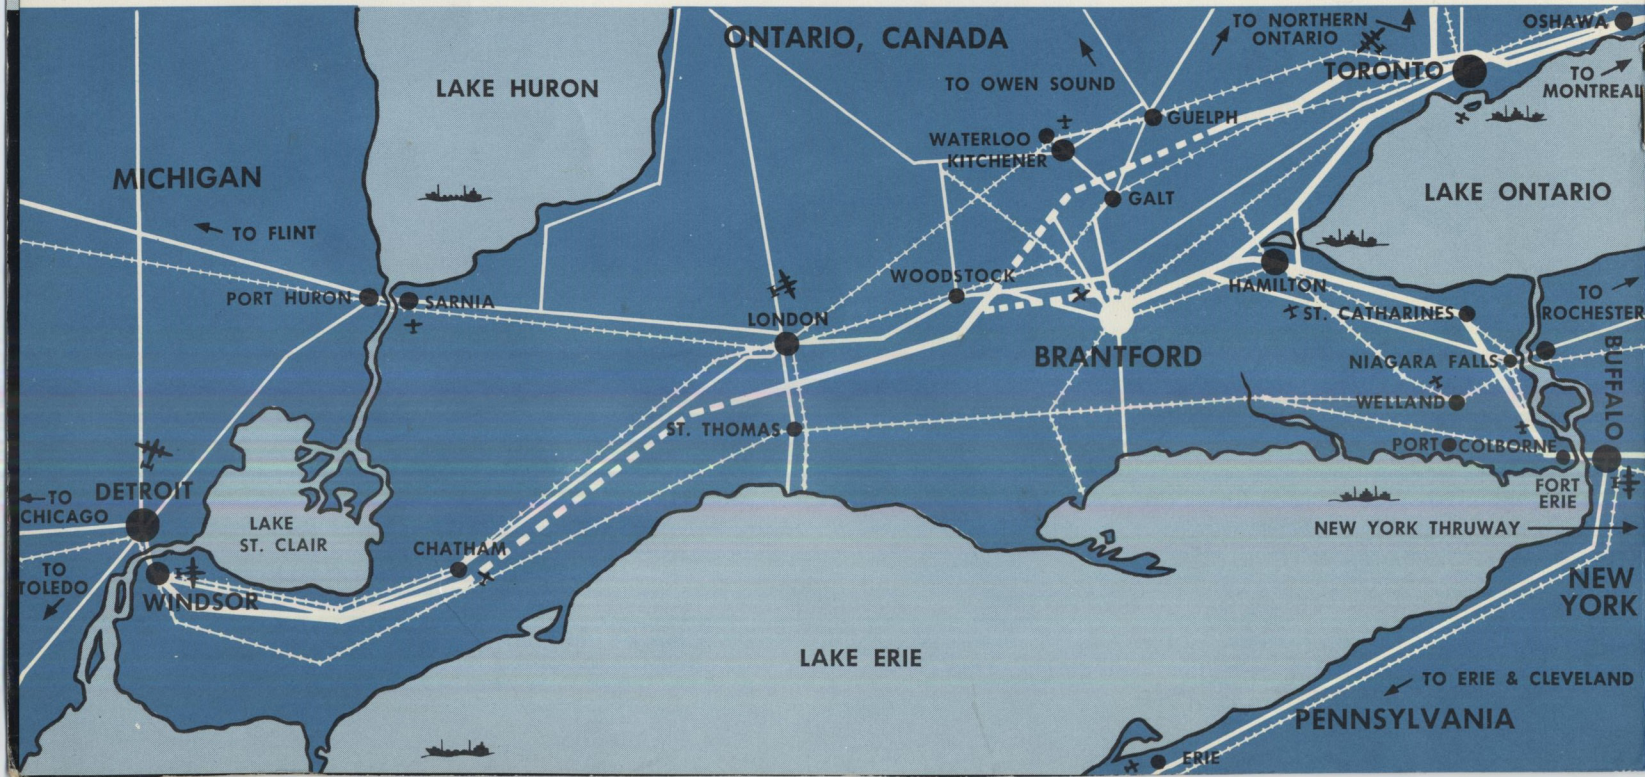 ONTARIO, CANADA
LAKE HURON
TO OWEN SOUND
TO NORTHERN
ONTARIO
OSHAWA
TORONTO
TO
MONTREAL
GUELPH
WATERLOO
KITCHENER
MICHIGAN
GALT
LAKE ONTARIO
TO FLINT
PORT HURON
SARNIA
WOODSTOCK
HAMILTON
TO
ROCHESTER
LONDON
ST. CATHARINES
BRANTFORD
NIAGARA FALLS
BUFFALO
WELLAND
ST. THOMAS
PORT COLBORNE
DETROIT
TO
CHICAGO
FORT
ERIE
LAKE
ST. CLAIR
NEW YORK THRUWAY
CHATHAM
TO
TOLEDO
WINDSOR
NEW
YORK
LAKE ERIE
TO ERIE & CLEVELAND
PENNSYLVANIA
ERIE